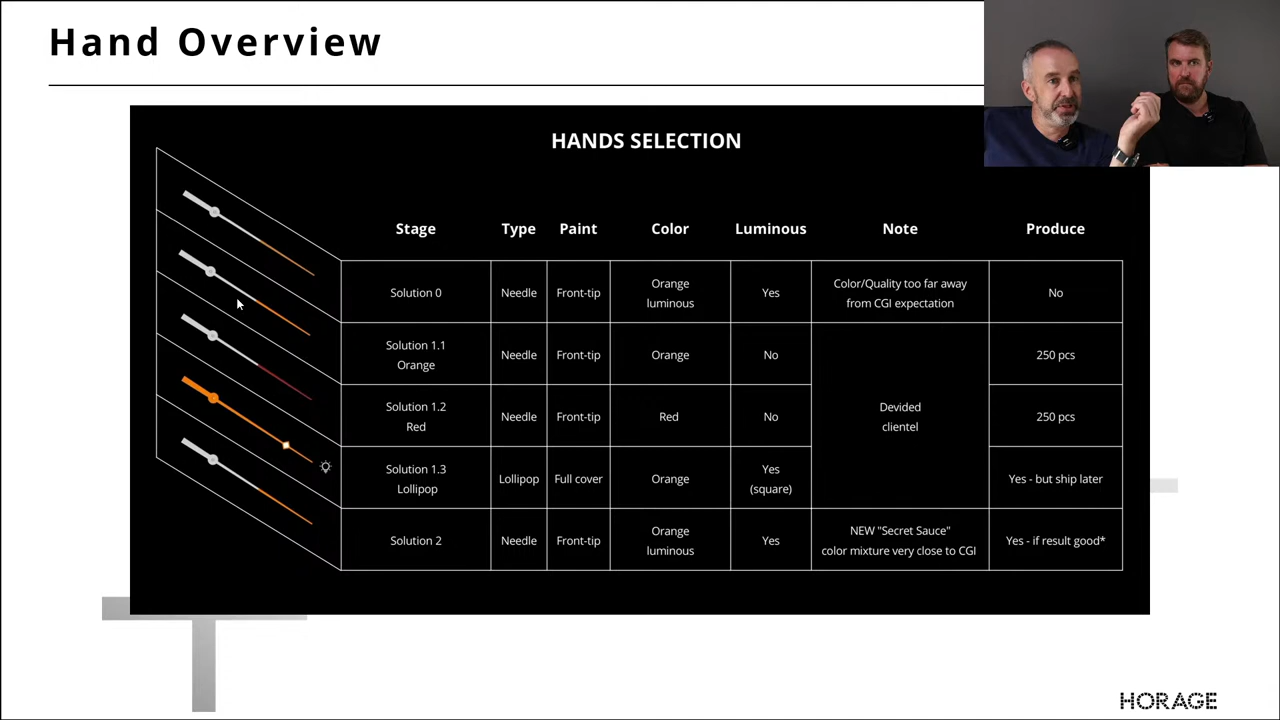 Hand Overview
HANDS SELECTION
Stage Type Paint Color Luminous Note Produce
Solution 0 Needle Front-tip Orange luminous Yes Color/Quality too far away from CGI expectation No
Solution 1.1 Orange Needle Front-tip Orange No Devided clientel 250 pcs
Solution 1.2 Red Needle Front-tip Red No 250 pcs
Solution 1.3 Lollipop Lollipop Full cover Orange Yes (square) Yes - but ship later
Solution 2 Needle Front-tip Orange luminous Yes NEW "Secret Sauce" color mixture very close to CGI Yes - if result good*
HORAGE